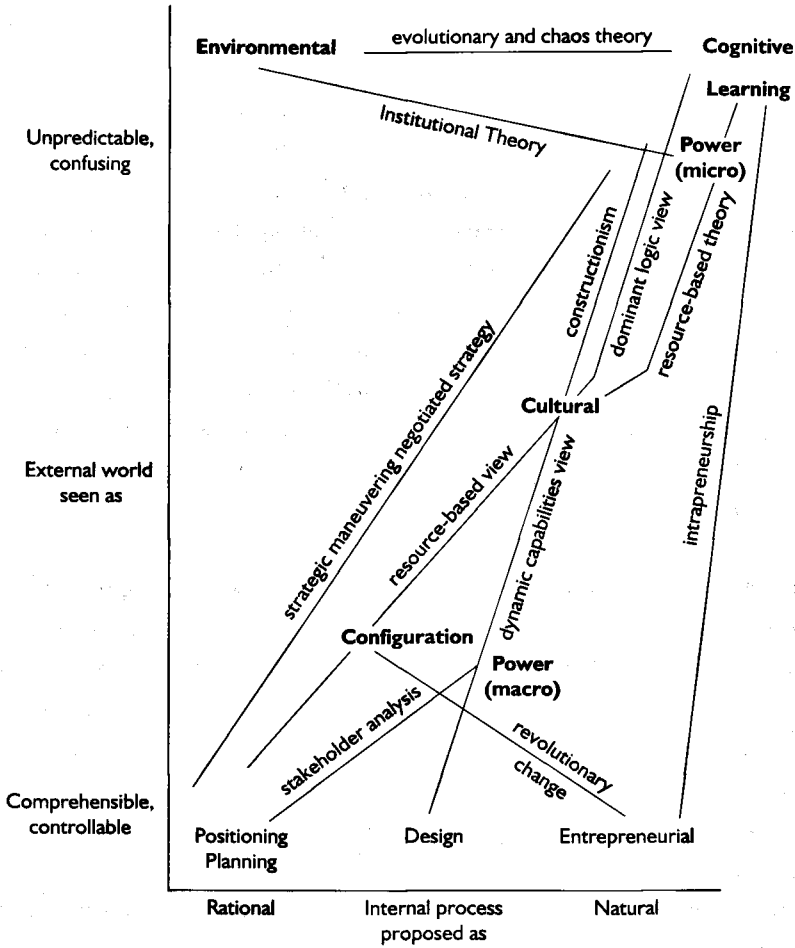 Environmental
evolutionary and chaos theory
Cognitive
Learning
Institutional Theory
Unpredictable,
confusing
Power
(micro)
constructionism
dominant logic view
resource-based theory
strategic maneuvering negotiated strategy
Cultural
intrapreneurship
External world
seen as
resource-based view
dynamic capabilities view
Configuration
Power
(macro)
stakeholder analysis
revolutionary
change
Comprehensible,
controllable
Positioning
Planning
Design
Entrepreneurial
Rational
Internal process
proposed as
Natural